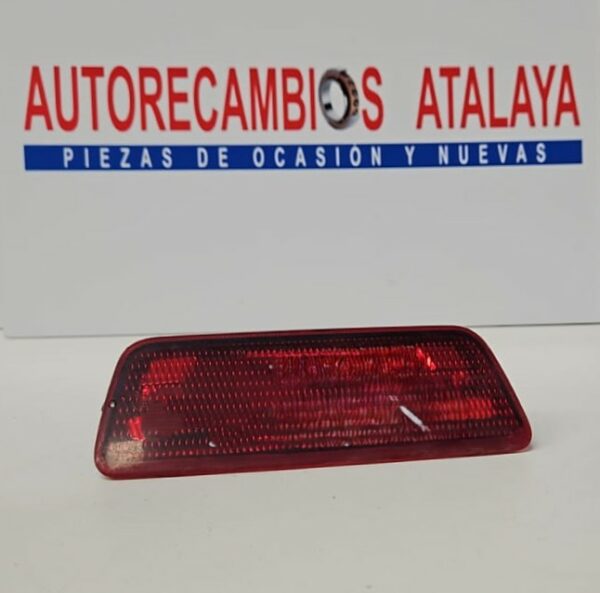 AUTORECAMBIOS ATALAYA
PIEZAS DE OCASIÓN Y NUEVAS